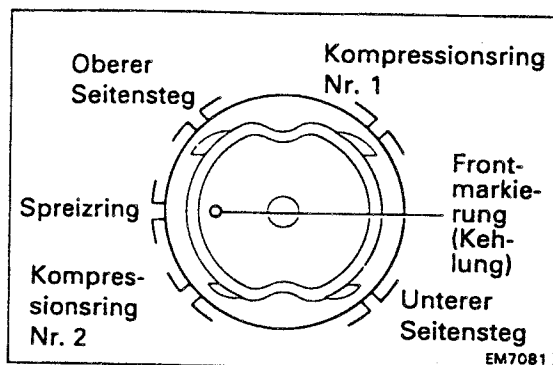 Oberer
Seitensteg
Kompressionsring
Nr. 1
Spreizring
Front-
markie-
rung
(Keh-
lung)
Kompres-
sionsring
Nr. 2
Unterer
Seitensteg
EM7081